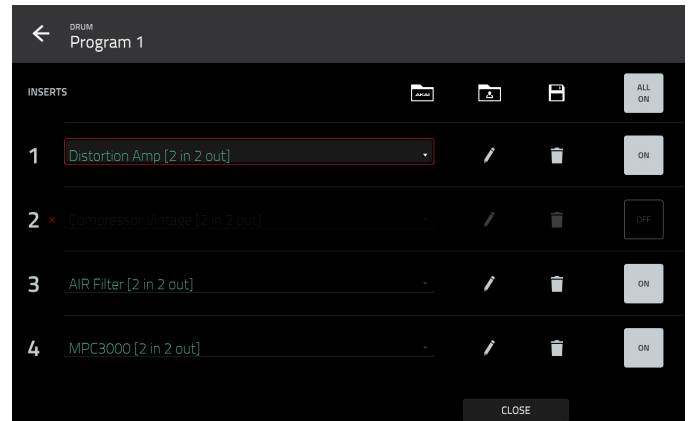 DRUM
Program 1
INSERTS
AKAI
ALL
ON
1 Distortion Amp [2 in 2 out] ON
2 × Compressor Vintage [2 in 2 out] OFF
3 AIR Filter [2 in 2 out] ON
4 MPC3000 [2 in 2 out] ON
CLOSE